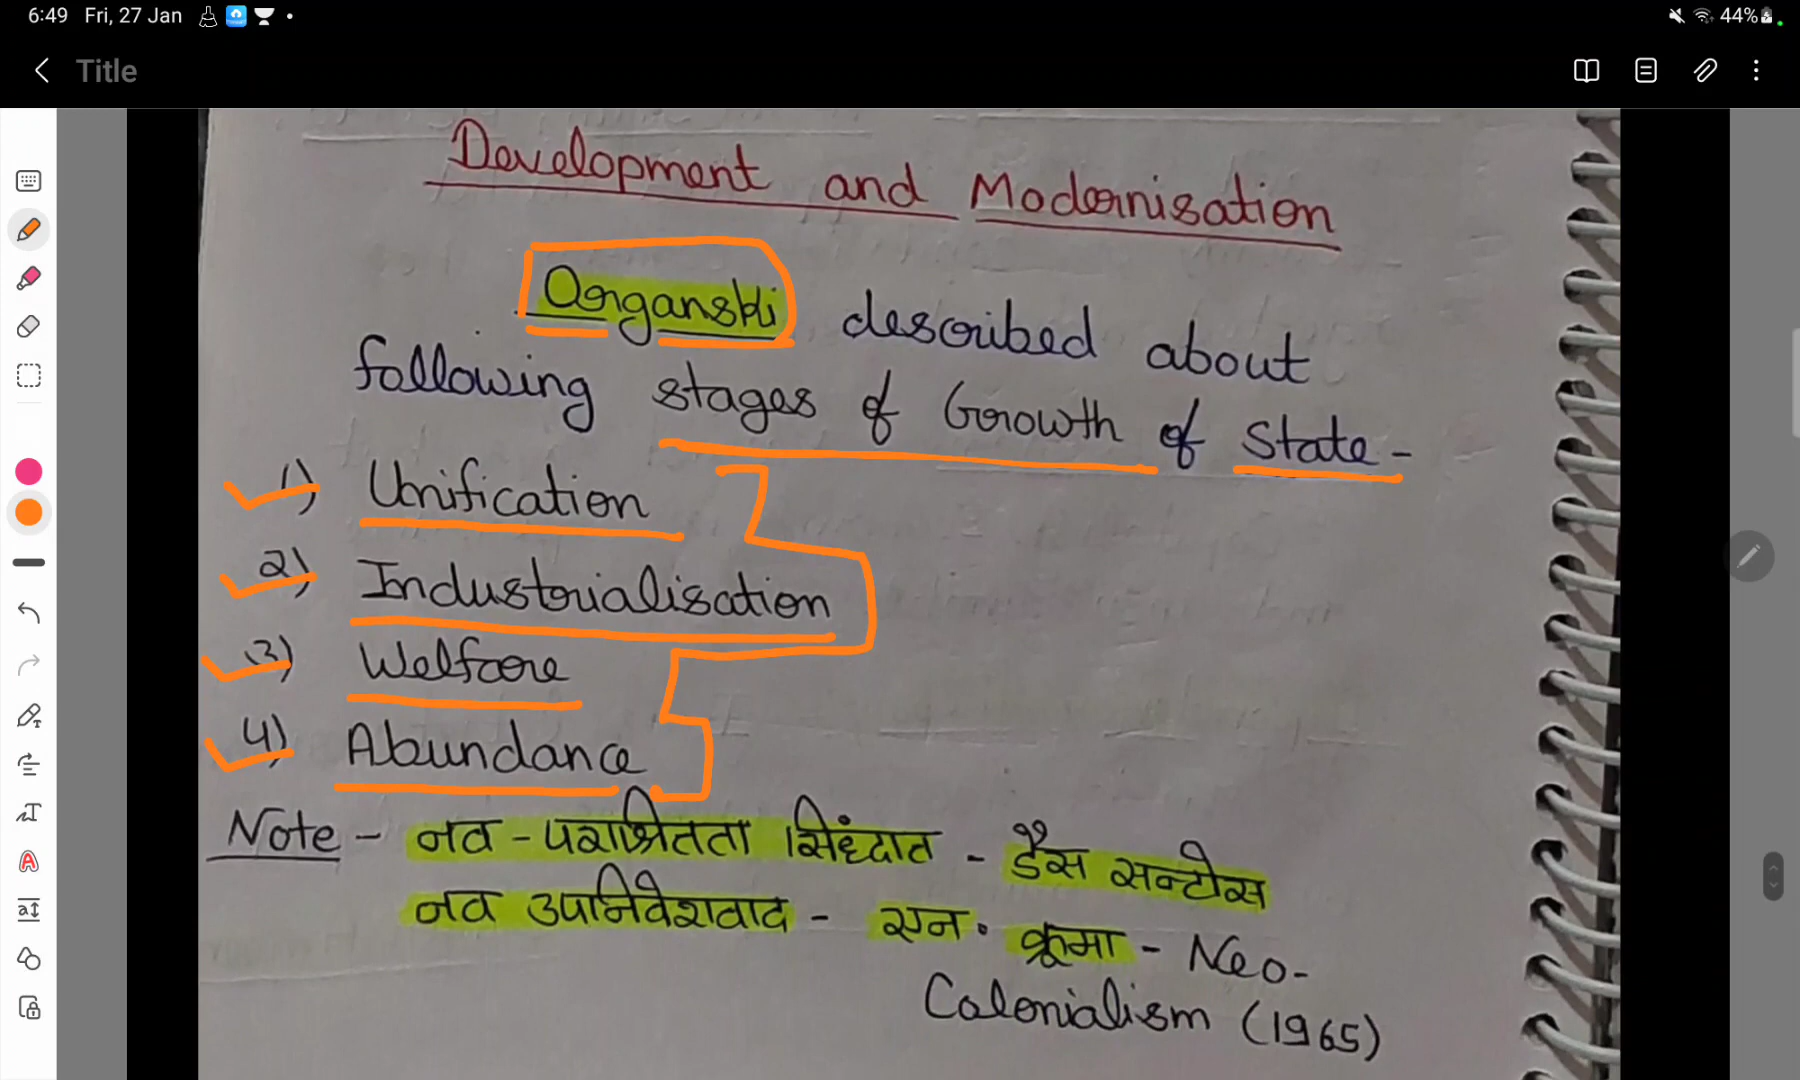 6:49 Fri, 27 Jan
44%
Title
Development and Modernisation
Organski described about
following stages of Growth of State -
1) Unification
2) Industrialisation
3) Welfare
4) Abundance
Note - नव - पराश्रितता सिध्दांत - डैस सन्टोस
नव उपनिवेशवाद - एन. क्रूमा - Neo-
Colonialism (1965)